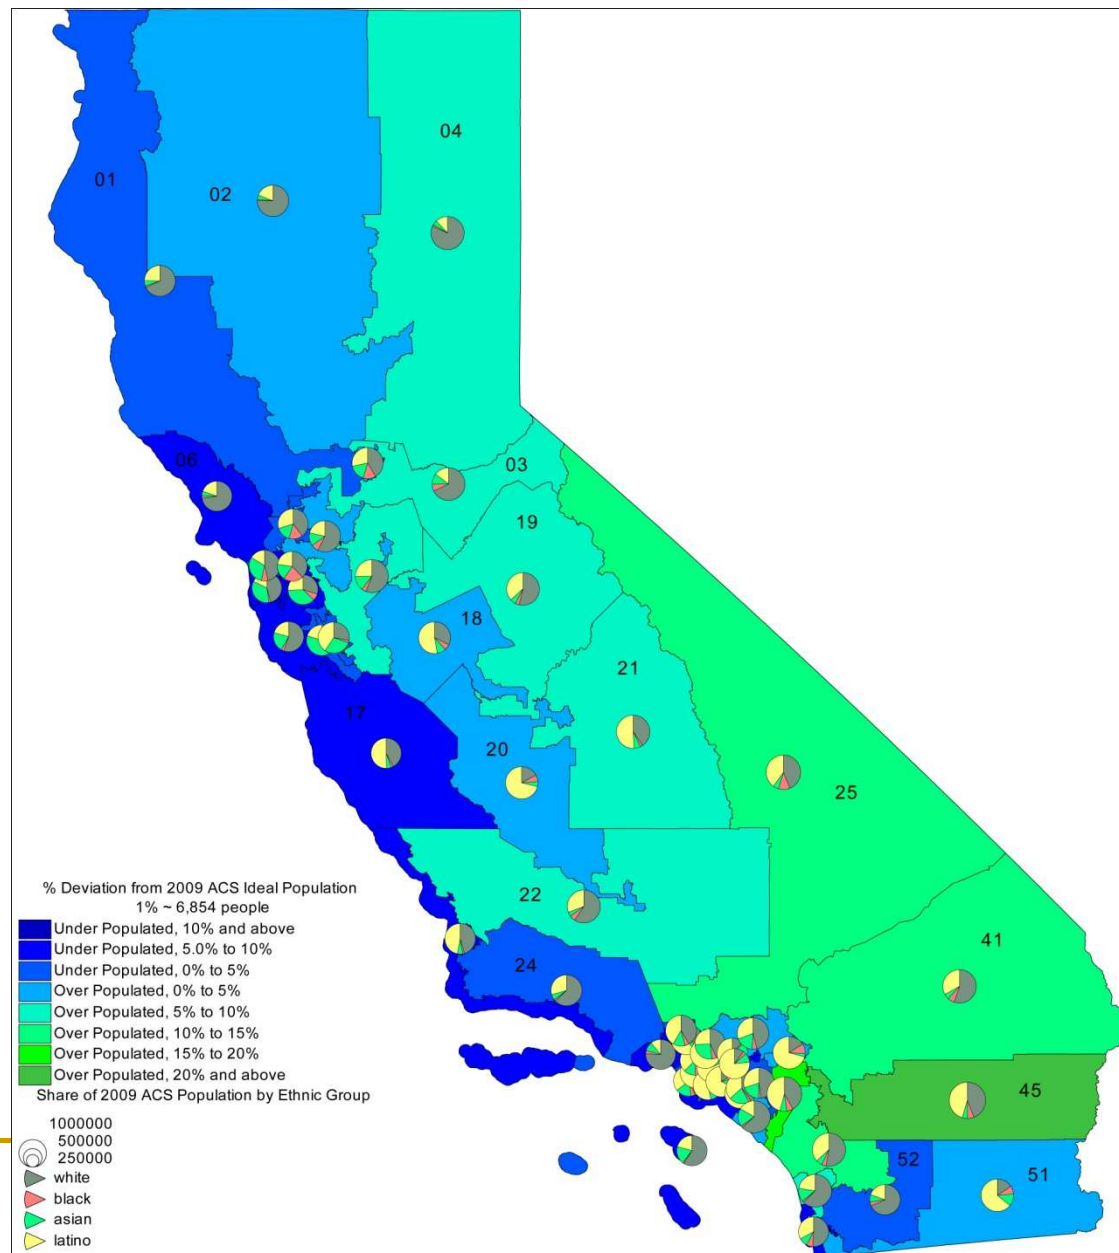 04
01
02
06
03
19
18
21
17
20
25
22
24
41
45
52
51
% Deviation from 2009 ACS Ideal Population
1% ~ 6,854 people
Under Populated, 10% and above
Under Populated, 5.0% to 10%
Under Populated, 0% to 5%
Over Populated, 0% to 5%
Over Populated, 5% to 10%
Over Populated, 10% to 15%
Over Populated, 15% to 20%
Over Populated, 20% and above
Share of 2009 ACS Population by Ethnic Group
1000000
500000
250000
white
black
asian
latino